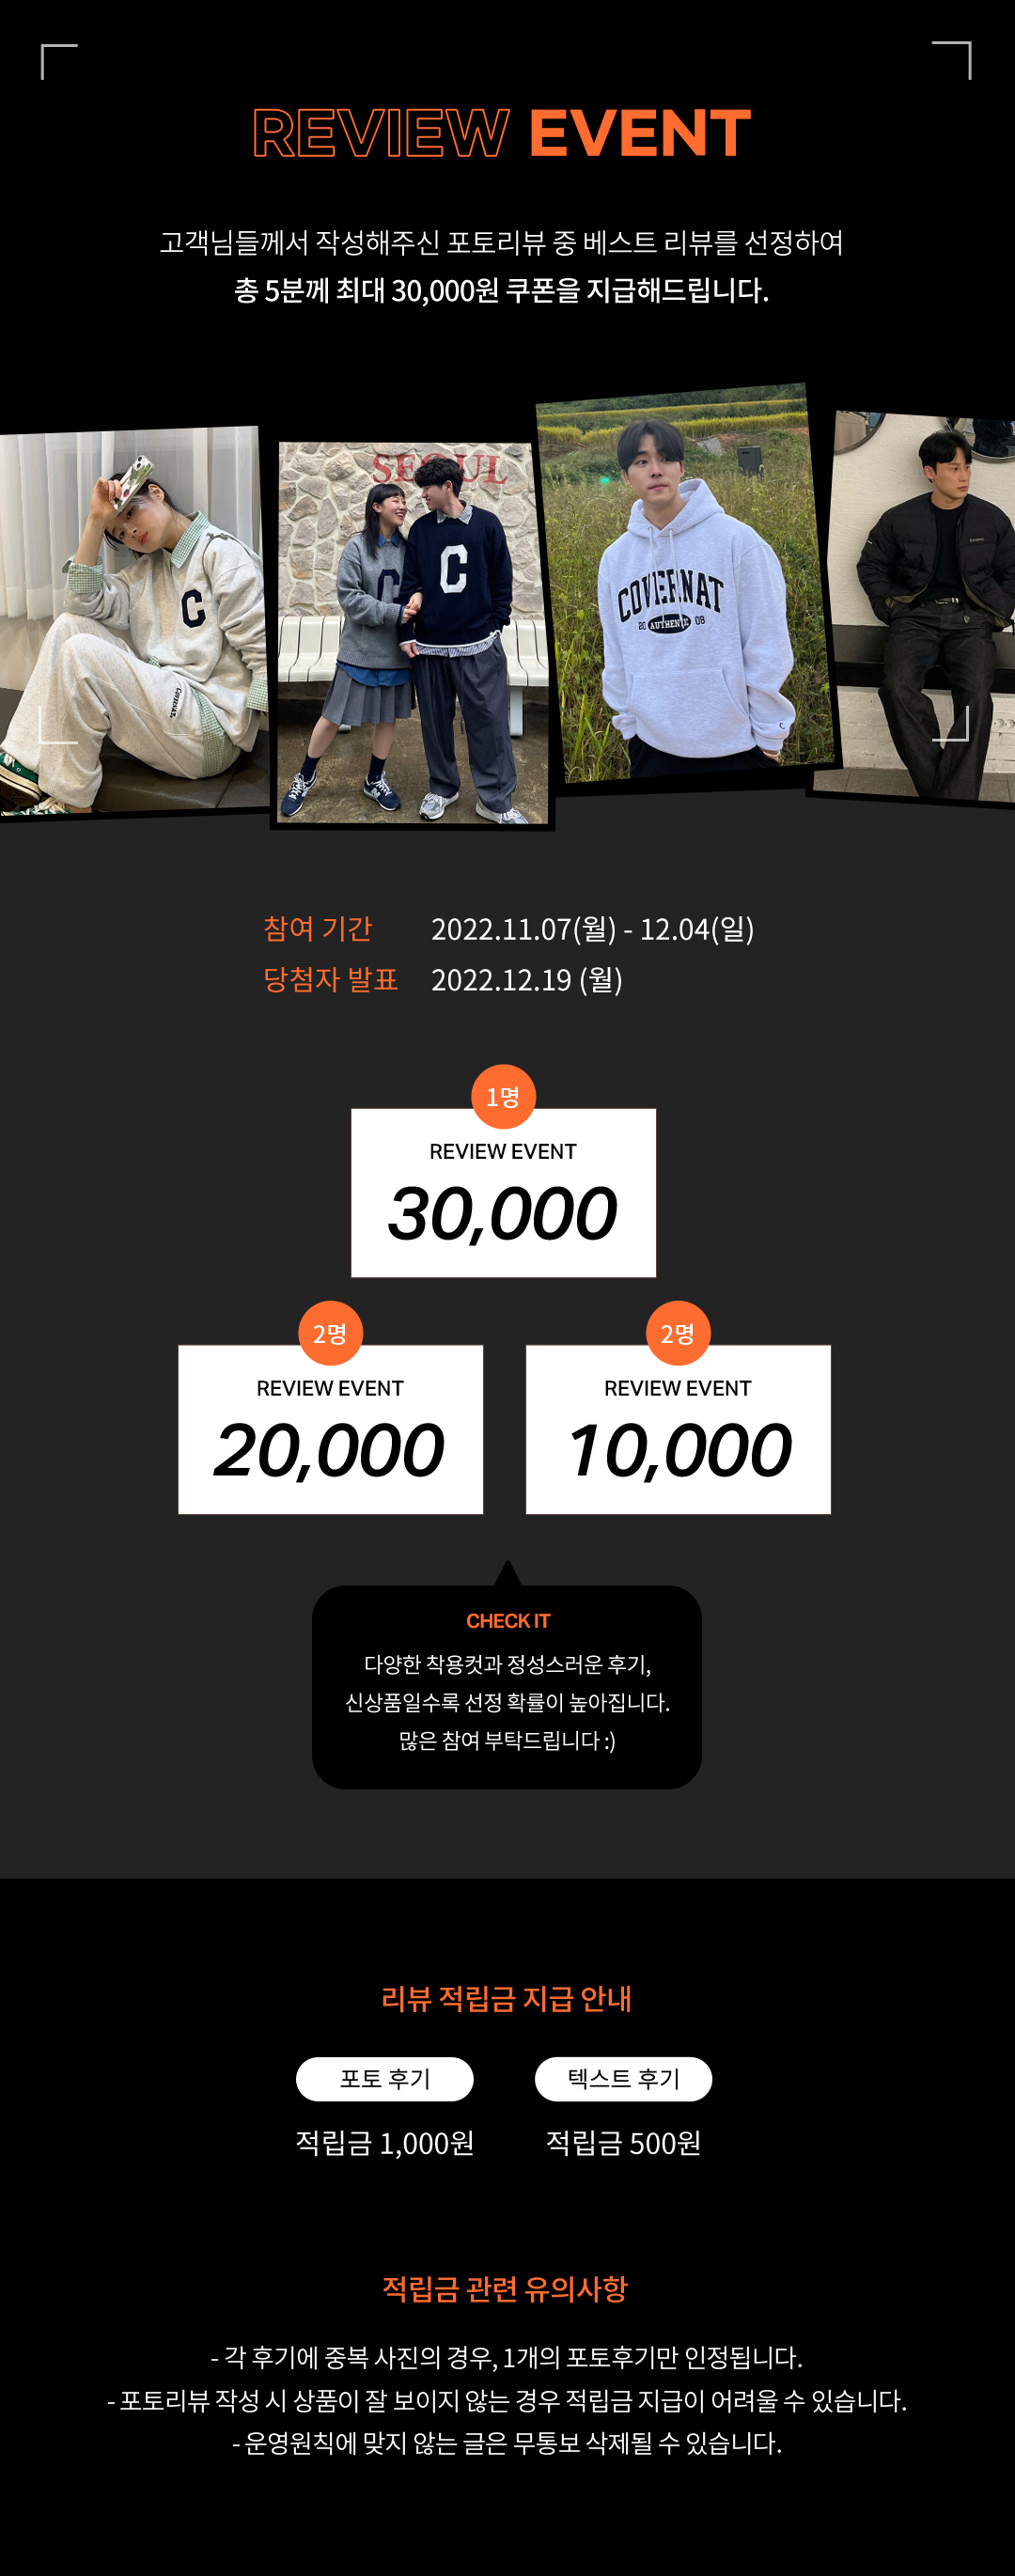 REVIEW EVENT
고객님들께서 작성해주신 포토리뷰 중 베스트 리뷰를 선정하여
총 5분께 최대 30,000원 쿠폰을 지급해드립니다.
SEOUL
C
COVERNAT.
C
C
COVERNAT
20 AUTHENTIC 08
C
참여 기간 2022.11.07(월) - 12.04(일)
당첨자 발표 2022.12.19 (월)
1명
REVIEW EVENT
30,000
2명
REVIEW EVENT
20,000
2명
REVIEW EVENT
10,000
CHECK IT
다양한 착용컷과 정성스러운 후기,
신상품일수록 선정 확률이 높아집니다.
많은 참여 부탁드립니다 :)
리뷰 적립금 지급 안내
포토 후기
적립금 1,000원
텍스트 후기
적립금 500원
적립금 관련 유의사항
- 각 후기에 중복 사진의 경우, 1개의 포토후기만 인정됩니다.
- 포토리뷰 작성 시 상품이 잘 보이지 않는 경우 적립금 지급이 어려울 수 있습니다.
- 운영원칙에 맞지 않는 글은 무통보 삭제될 수 있습니다.